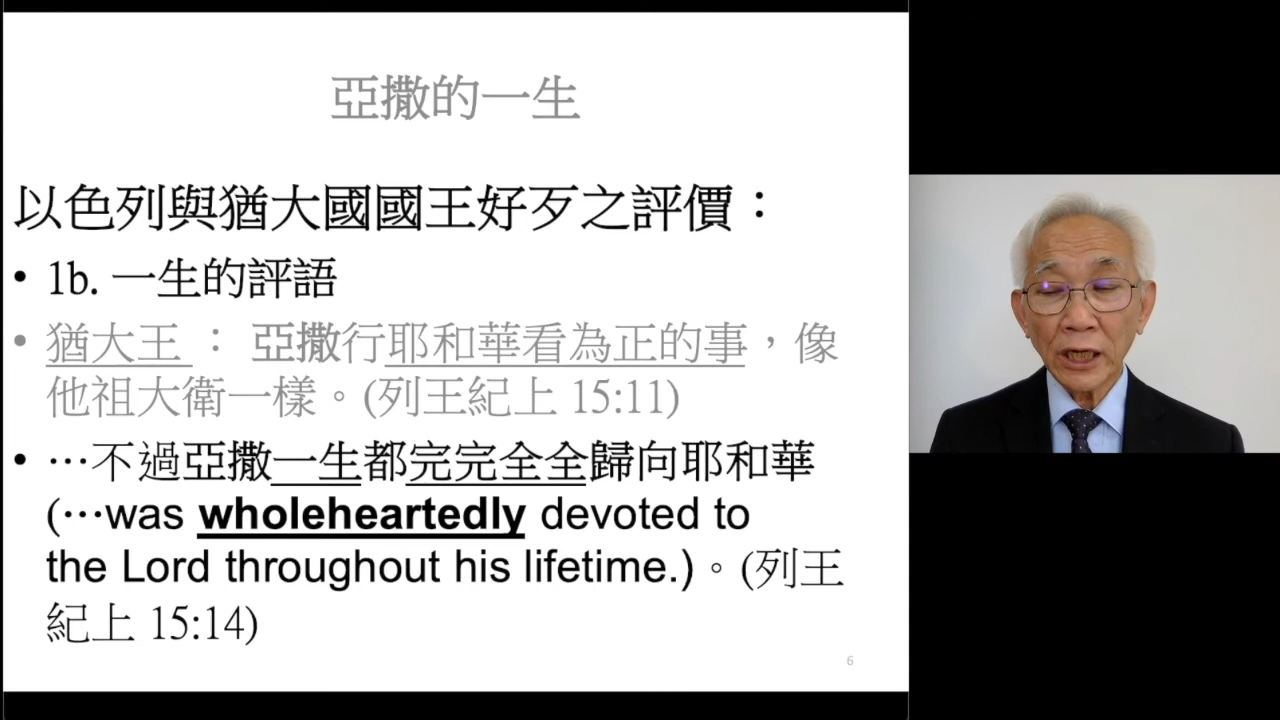 亞撒的一生
以色列與猶大國國王好歹之評價：
• 1b. 一生的評語
• 猶大王 ： 亞撒行耶和華看為正的事，像
他祖大衛一樣。(列王紀上 15:11)
• …不過亞撒一生都完完全全歸向耶和華
(…was wholeheartedly devoted to
the Lord throughout his lifetime.)。(列王
紀上 15:14)
6